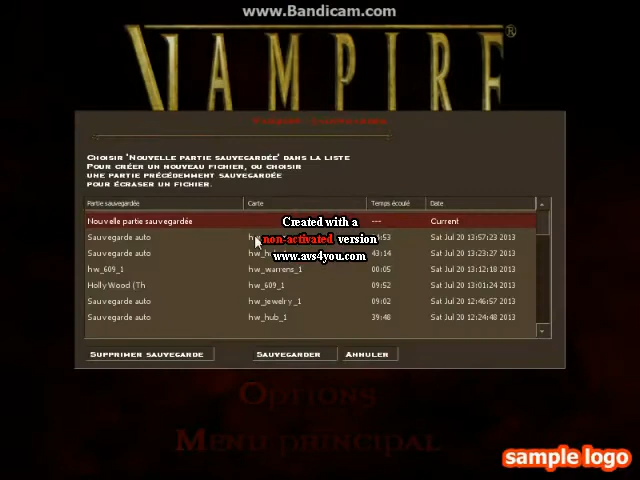 www.Bandicam.com
VAMPIRE®
Choisir 'Nouvelle partie sauvegardée' dans la liste
Pour créer un nouveau fichier, ou choisir
une partie précédemment sauvegardée
pour écraser un fichier.
Partie sauvegardée Carte Temps écoulé Date
Nouvelle partie sauvegardée --- Current
Created with a
Sauvegarde auto :53 Sat Jul 20 13:57:23 2013
non-activated version
Sauvegarde auto 43:14 Sat Jul 20 13:23:27 2013
www.avs4you.com
hw_609_1 hw_warrens_1 00:05 Sat Jul 20 13:12:18 2013
HollyWood (Th hw_609_1 09:52 Sat Jul 20 13:01:24 2013
Sauvegarde auto hw_jewelry_1 09:02 Sat Jul 20 12:46:57 2013
Sauvegarde auto hw_hub_1 39:48 Sat Jul 20 12:24:48 2013
Supprimer sauvegarde Sauvegarder Annuler
Options
Menu principal
sample logo